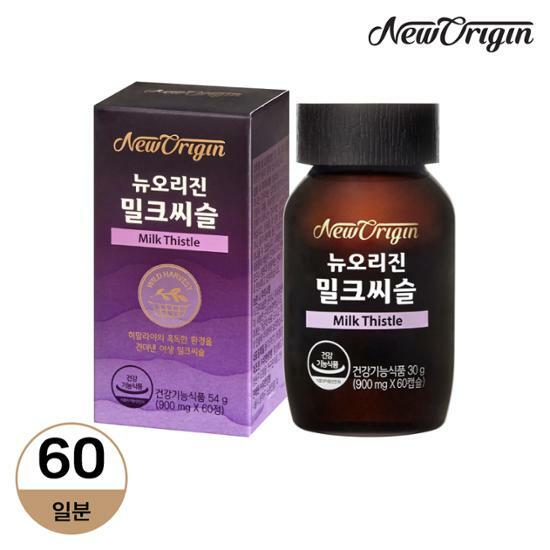 NewOrigin
NewOrigin
뉴오리진
밀크씨슬
Milk Thistle
WILD HARVEST
히말라야의 혹독한 환경을
견뎌낸 야생 밀크씨슬
건강
기능식품
건강기능식품 54 g
(900 mg X 60정)
NewOrigin
뉴오리진
밀크씨슬
Milk Thistle
건강
기능식품
건강기능식품 30 g
(900 mg X 60캡슐)
60
일분